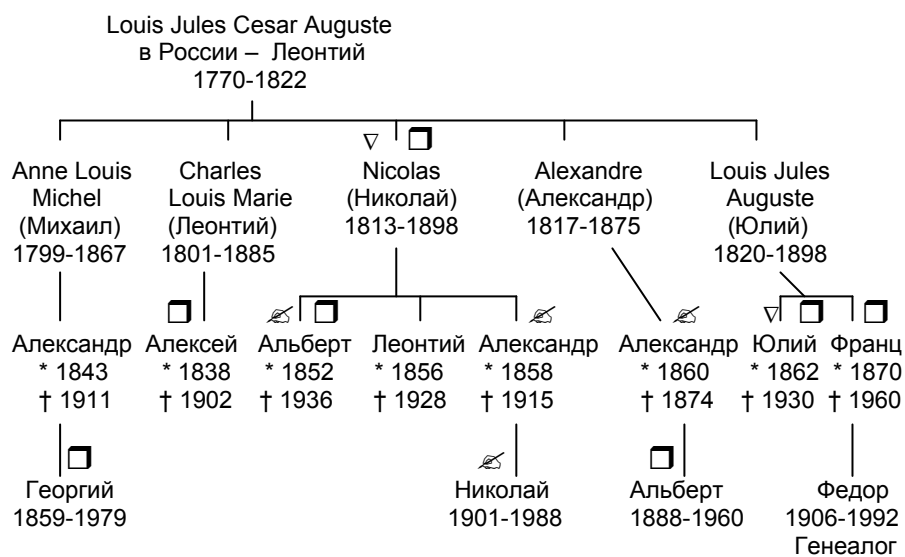 Louis Jules Cesar Auguste
в России – Леонтий
1770-1822
∇ ❒
Anne Louis Charles Nicolas Alexandre Louis Jules
Michel Louis Marie (Николай) (Александр) Auguste
(Михаил) (Леонтий) 1813-1898 1817-1875 (Юлий)
1799-1867 1801-1885 1820-1898
❒ ✍ ❒ ✍ ✍ ∇ ❒ ❒
Александр Алексей Альберт Леонтий Александр Александр Юлий Франц
* 1843 * 1838 * 1852 * 1856 * 1858 * 1860 * 1862 * 1870
† 1911 † 1902 † 1936 † 1928 † 1915 † 1874 † 1930 † 1960
❒ ✍ ❒
Георгий Николай Альберт Федор
1859-1979 1901-1988 1888-1960 1906-1992
Генеалог